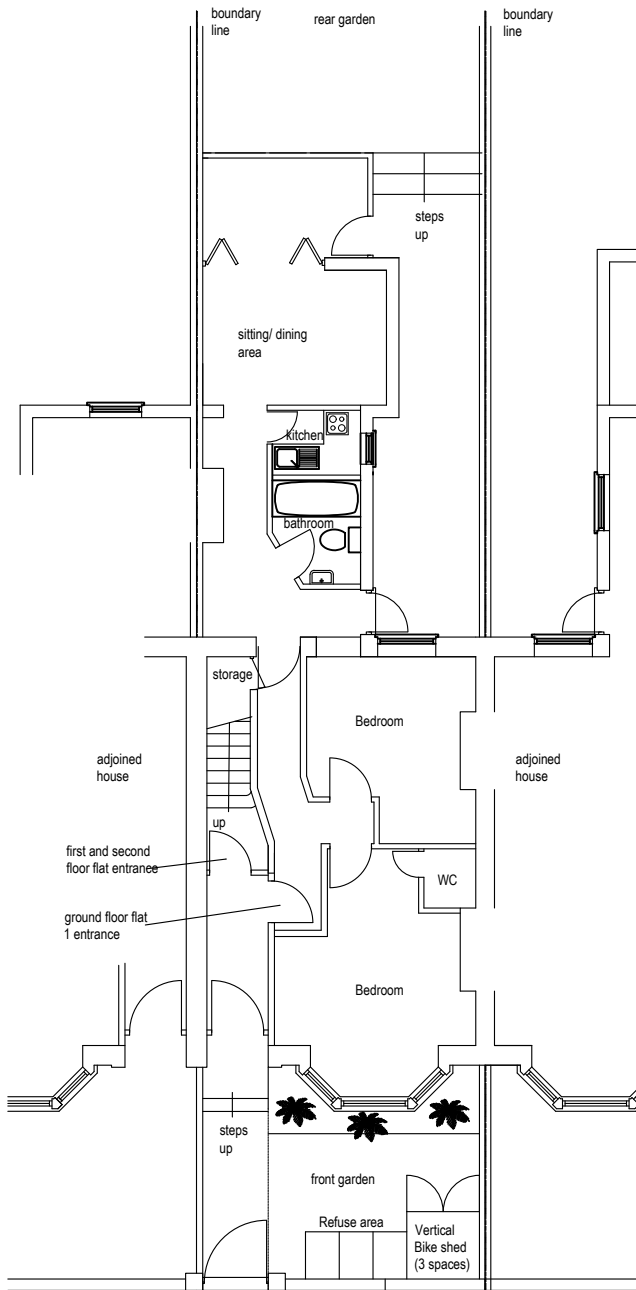 boundary
line
rear garden
boundary
line
steps
up
sitting/ dining
area
kitchen
bathroom
storage
Bedroom
adjoined
house
adjoined
house
up
first and second
floor flat entrance
WC
ground floor flat
1 entrance
Bedroom
steps
up
front garden
Refuse area
Vertical
Bike shed
(3 spaces)